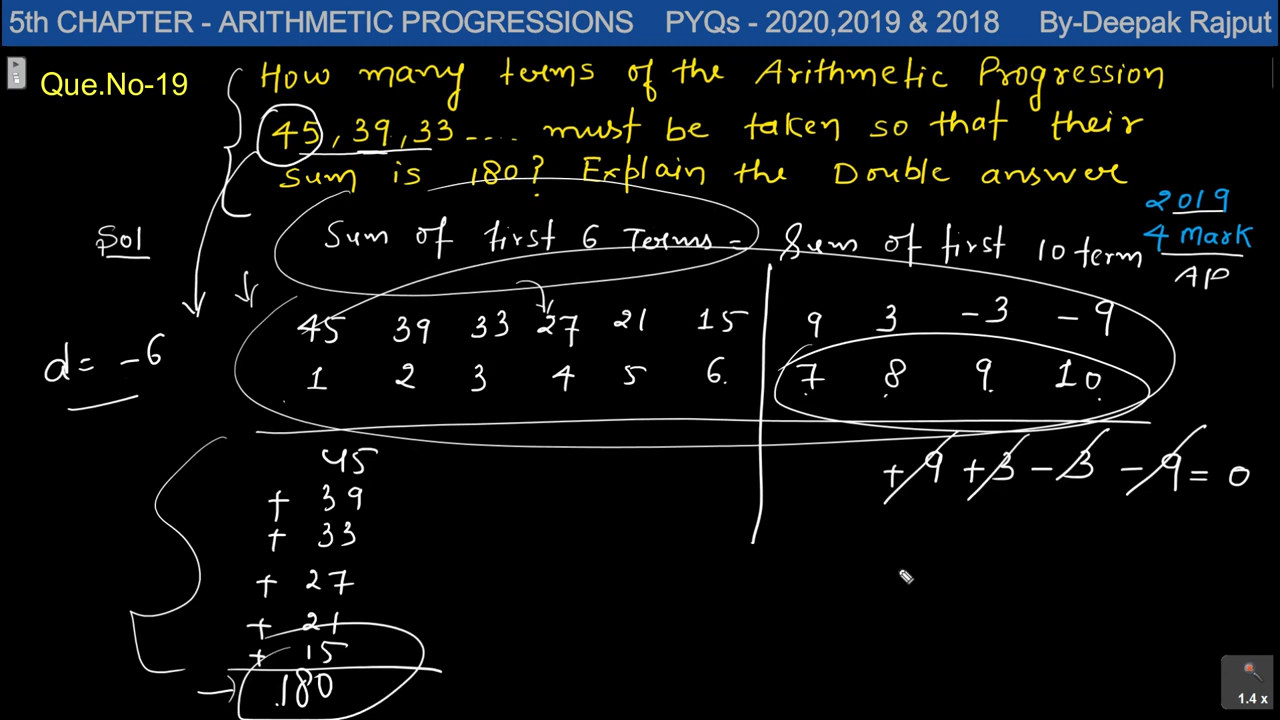 5th CHAPTER - ARITHMETIC PROGRESSIONS PYQs - 2020,2019 & 2018 By-Deepak Rajput
Que.No-19 How many terms of the Arithmetic Progression
45, 39, 33 .... must be taken so that their
sum is 180? Explain the Double answer
2019
4 Mark
AP
Sol Sum of first 6 Terms = Sum of first 10 term
45 39 33 27 21 15 9 3 -3 -9
d = -6
1 2 3 4 5 6 7 8 9 10
45
+9 +3 -3 -9 = 0
+ 39
+ 33
+ 27
+ 21
+ 15
180
1.4 x